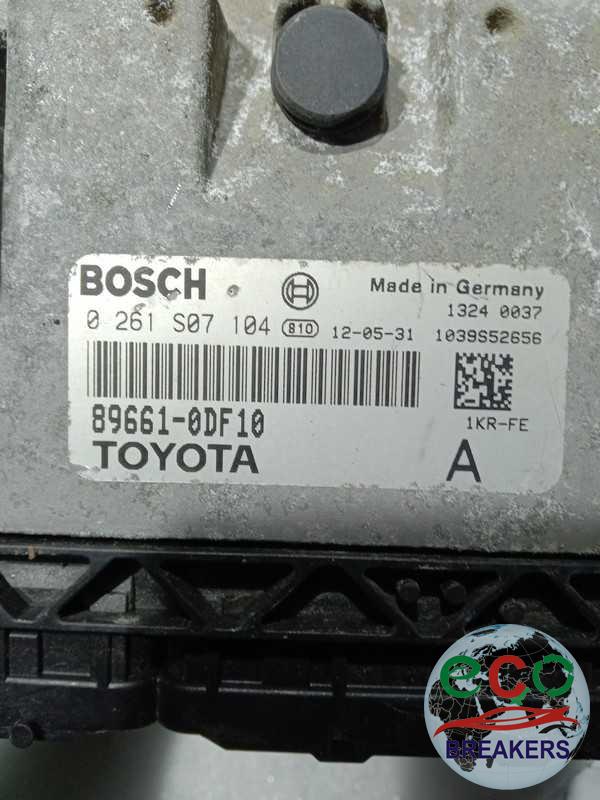 BOSCH
Made in Germany
1324 0037
0 261 S07 104 810 12-05-31 1039S52656
89661-0DF10
1KR-FE
TOYOTA
A
eco
BREAKERS